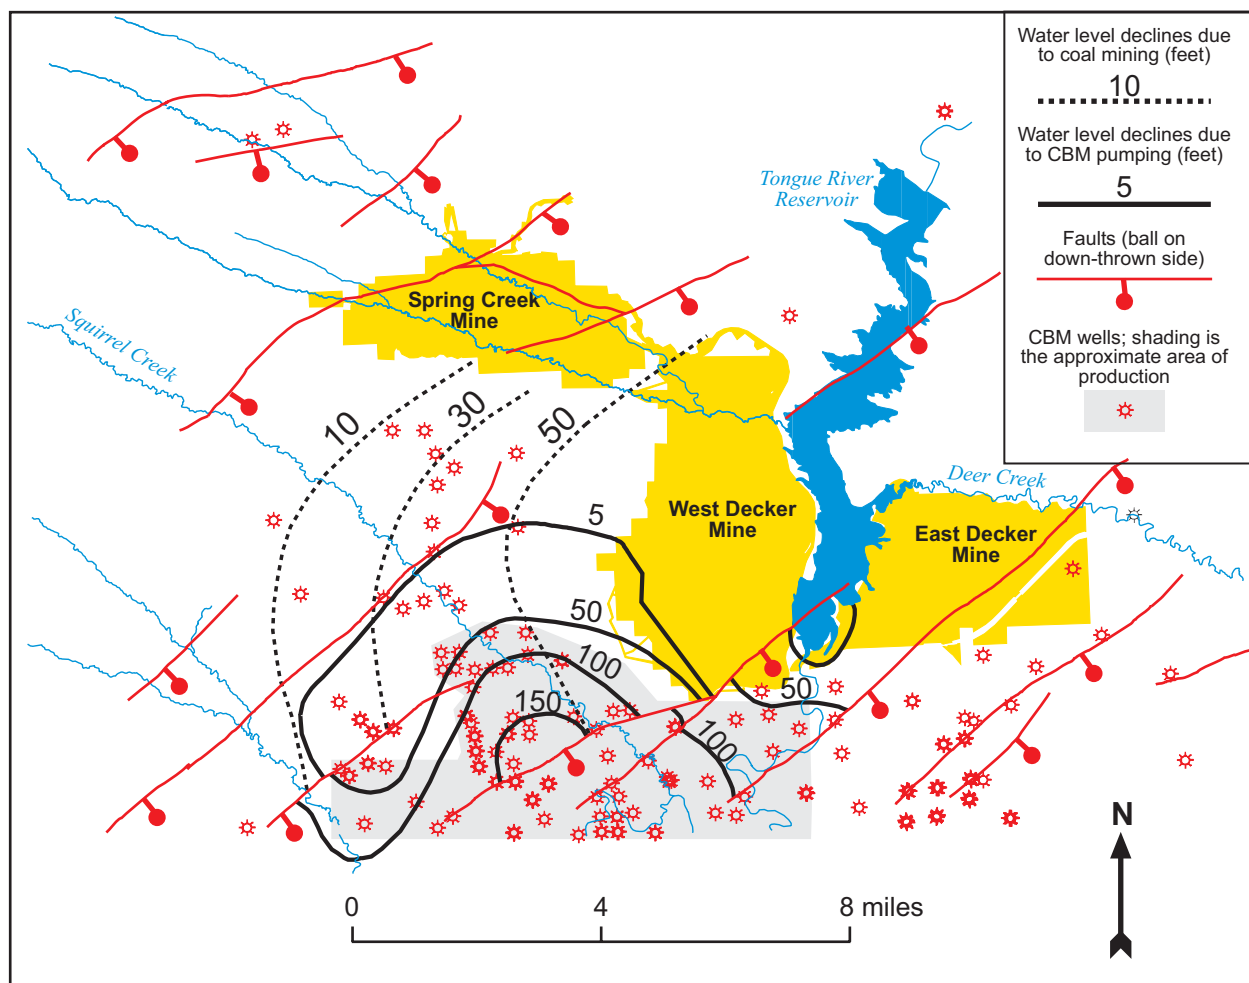 Water level declines due
to coal mining (feet)
10
Water level declines due
to CBM pumping (feet)
5
Faults (ball on
down-thrown side)
CBM wells; shading is
the approximate area of
production
Tongue River
Reservoir
Spring Creek
Mine
Squirrel Creek
10
30
50
Deer Creek
West Decker
Mine
East Decker
Mine
5
50
100
150
50
100
N
0
4
8 miles